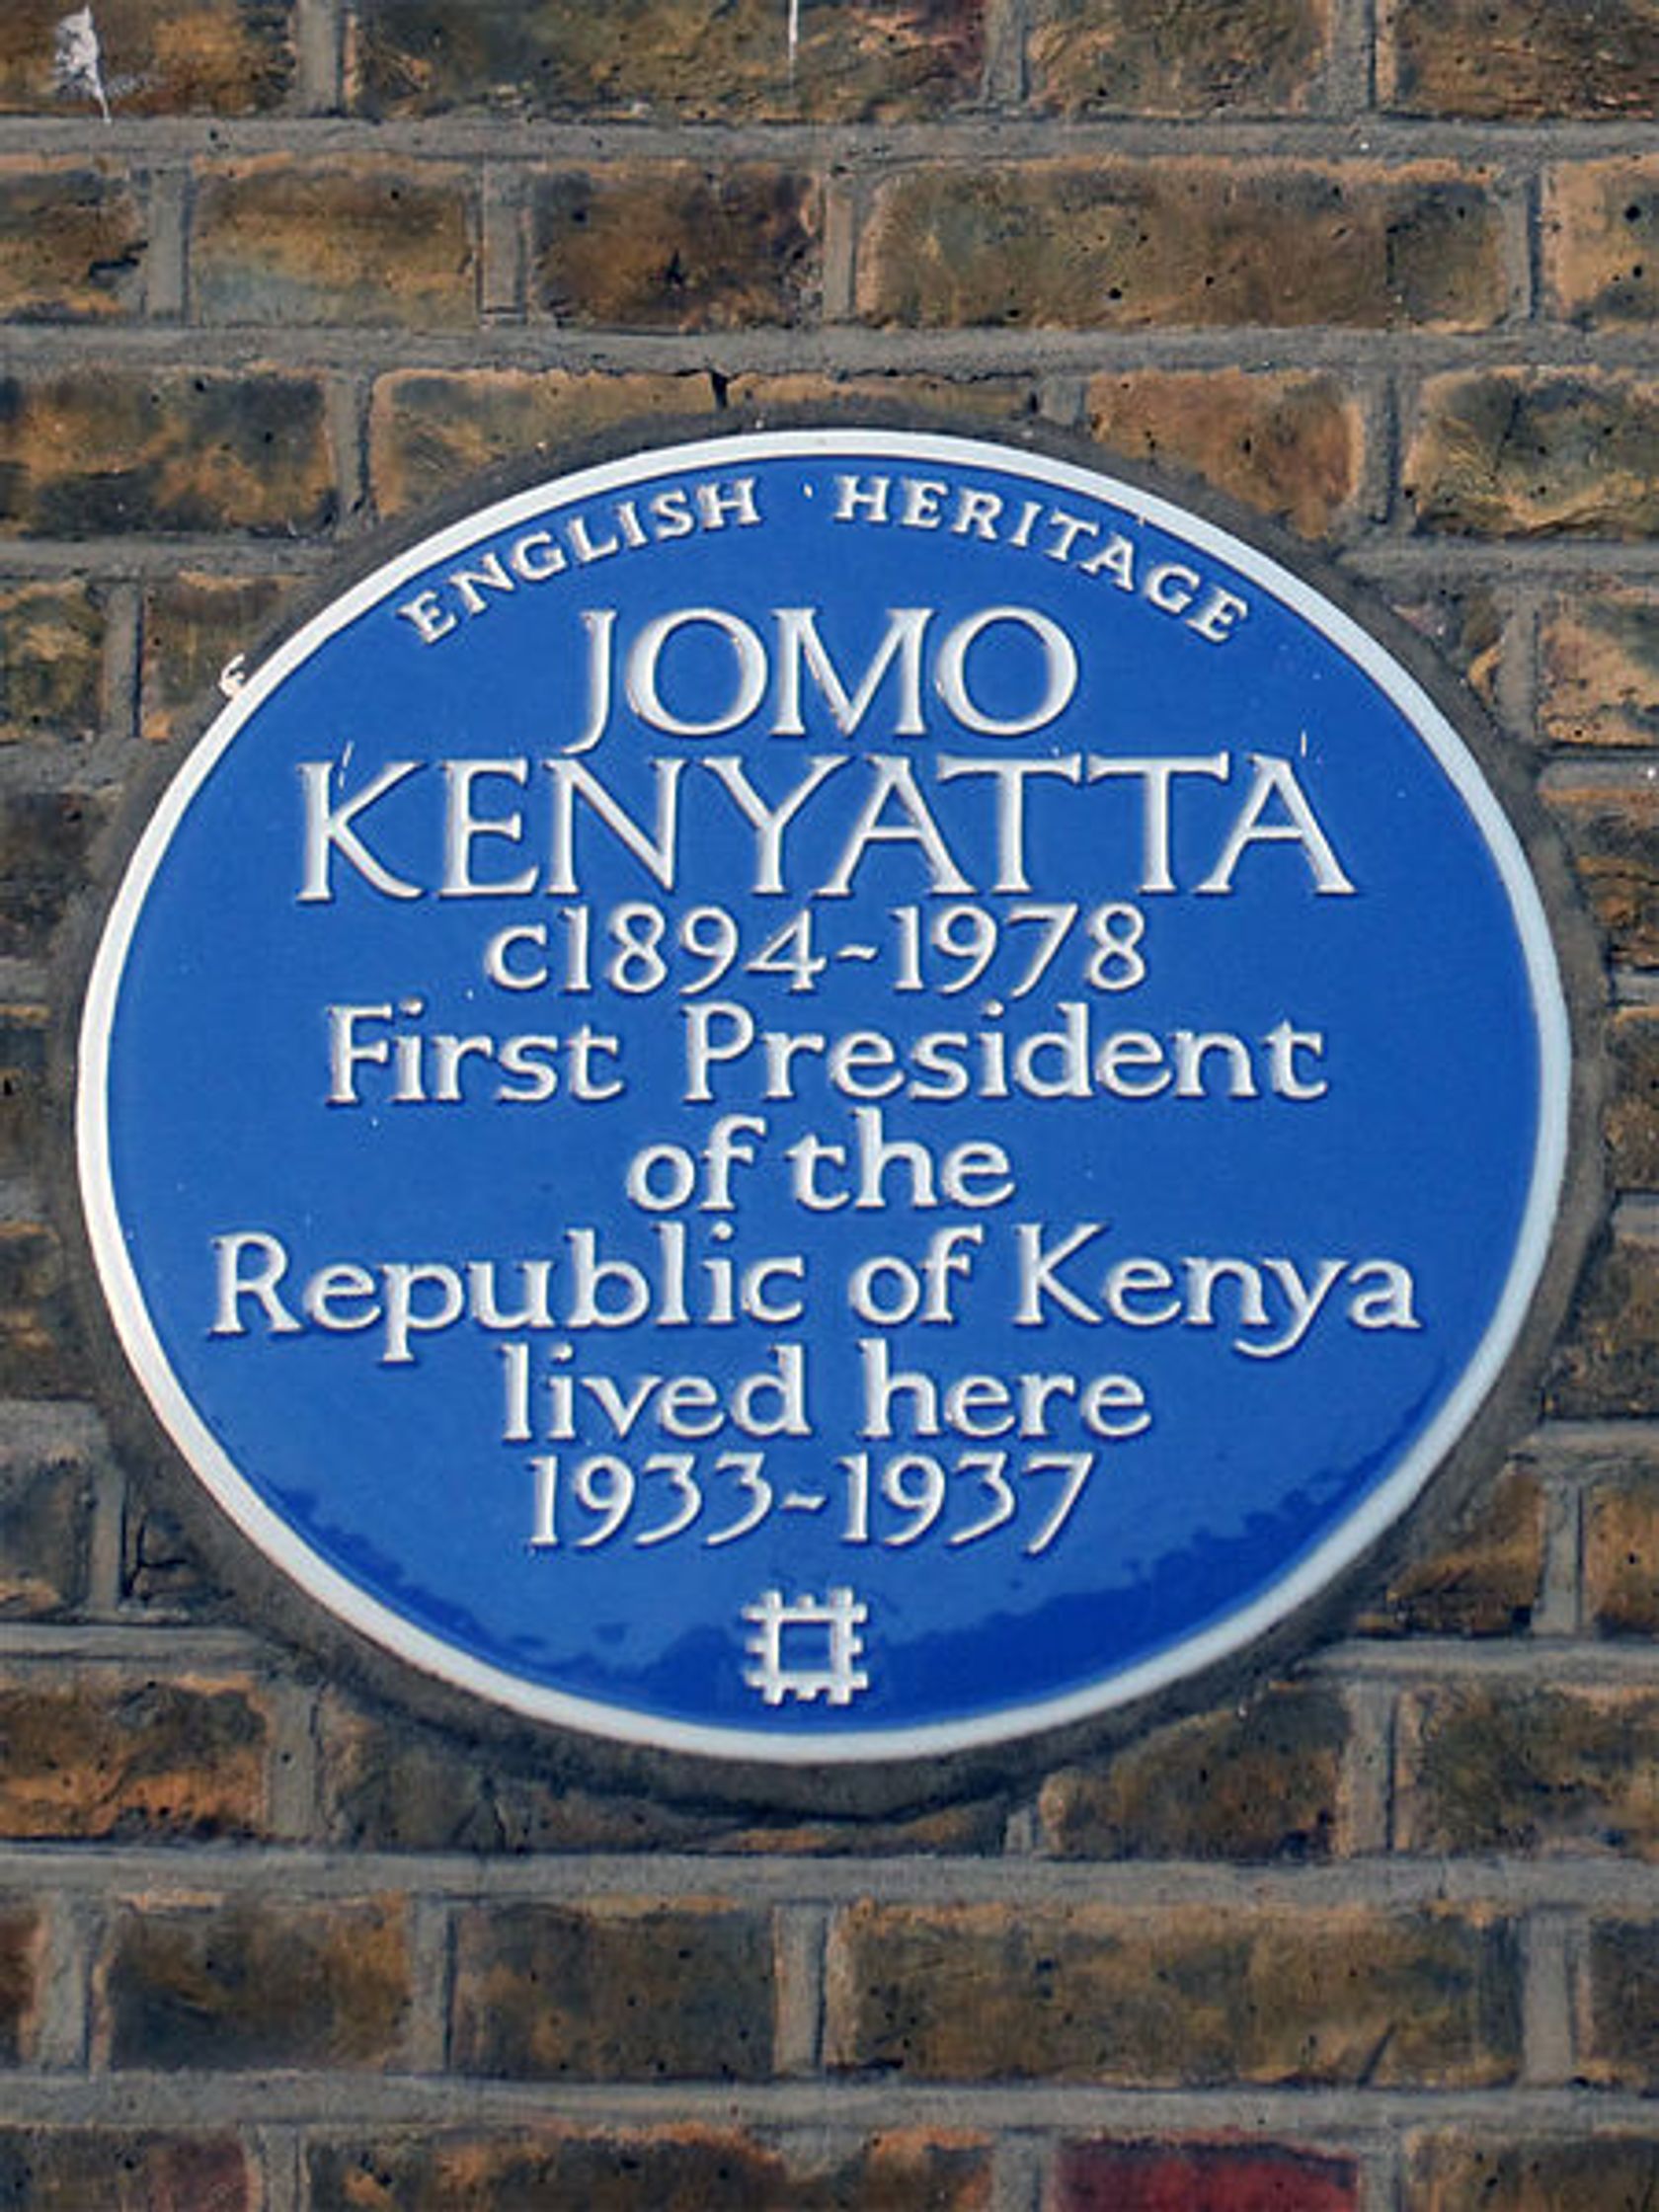 ENGLISH HERITAGE
JOMO
KENYATTA
c1894-1978
First President
of the
Republic of Kenya
lived here
1933-1937